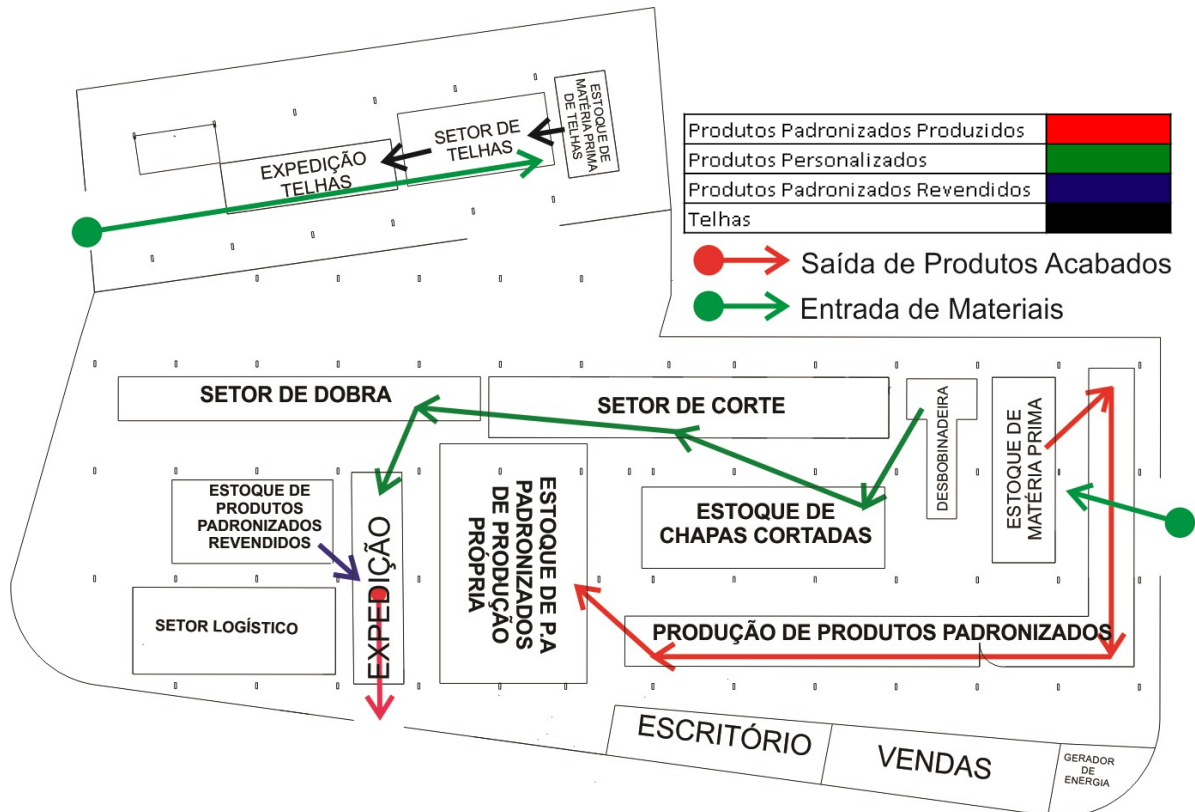 ESTOQUE DE
MATÉRIA PRIMA
DE TELHAS
SETOR DE
TELHAS
EXPEDIÇÃO
TELHAS
Produtos Padronizados Produzidos
Produtos Personalizados
Produtos Padronizados Revendidos
Telhas
Saída de Produtos Acabados
Entrada de Materiais
SETOR DE DOBRA
SETOR DE CORTE
DESBOBINADEIRA
ESTOQUE DE
MATÉRIA PRIMA
ESTOQUE DE
PRODUTOS
PADRONIZADOS
REVENDIDOS
EXPEDIÇÃO
ESTOQUE DE P.A
PADRONIZADOS
DE PRODUÇÃO
PRÓPRIA
ESTOQUE DE
CHAPAS CORTADAS
SETOR LOGÍSTICO
PRODUÇÃO DE PRODUTOS PADRONIZADOS
ESCRITÓRIO
VENDAS
GERADOR
DE
ENERGIA